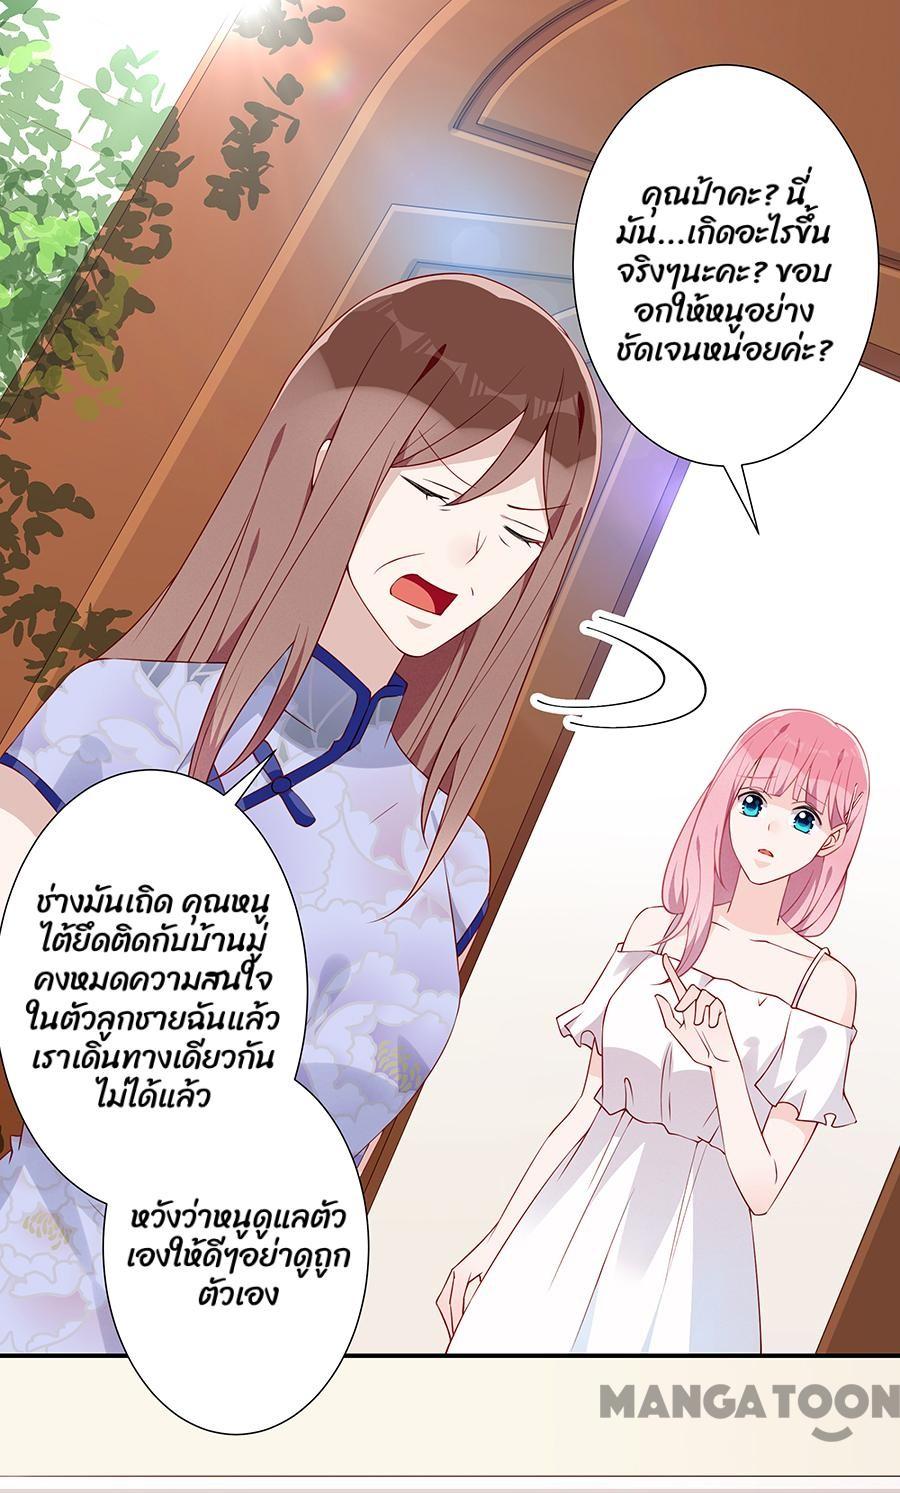 คุณป้าคะ? นี่
มัน...เกิดอะไรขึ้น
จริงๆนะคะ? ขอบ
อกให้หนูอย่าง
ชัดเจนหน่อยค่ะ?
ช่างมันเถิด คุณหนู
ไต้ยึดติดกับบ้านมู่
คงหมดความสนใจ
ในตัวลูกชายฉันแล้ว
เราเดินทางเดียวกัน
ไม่ได้แล้ว
หวังว่าหนูดูแลตัว
เองให้ดีๆอย่าดูถูก
ตัวเอง
MANGATOON